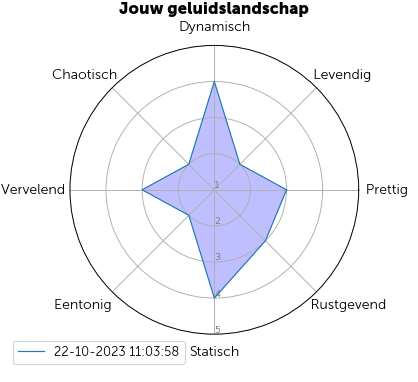 Jouw geluidslandschap
Dynamisch
Chaotisch
Levendig
Vervelend
1
Prettig
2
3
4
Eentonig
Rustgevend
5
22-10-2023 11:03:58
Statisch